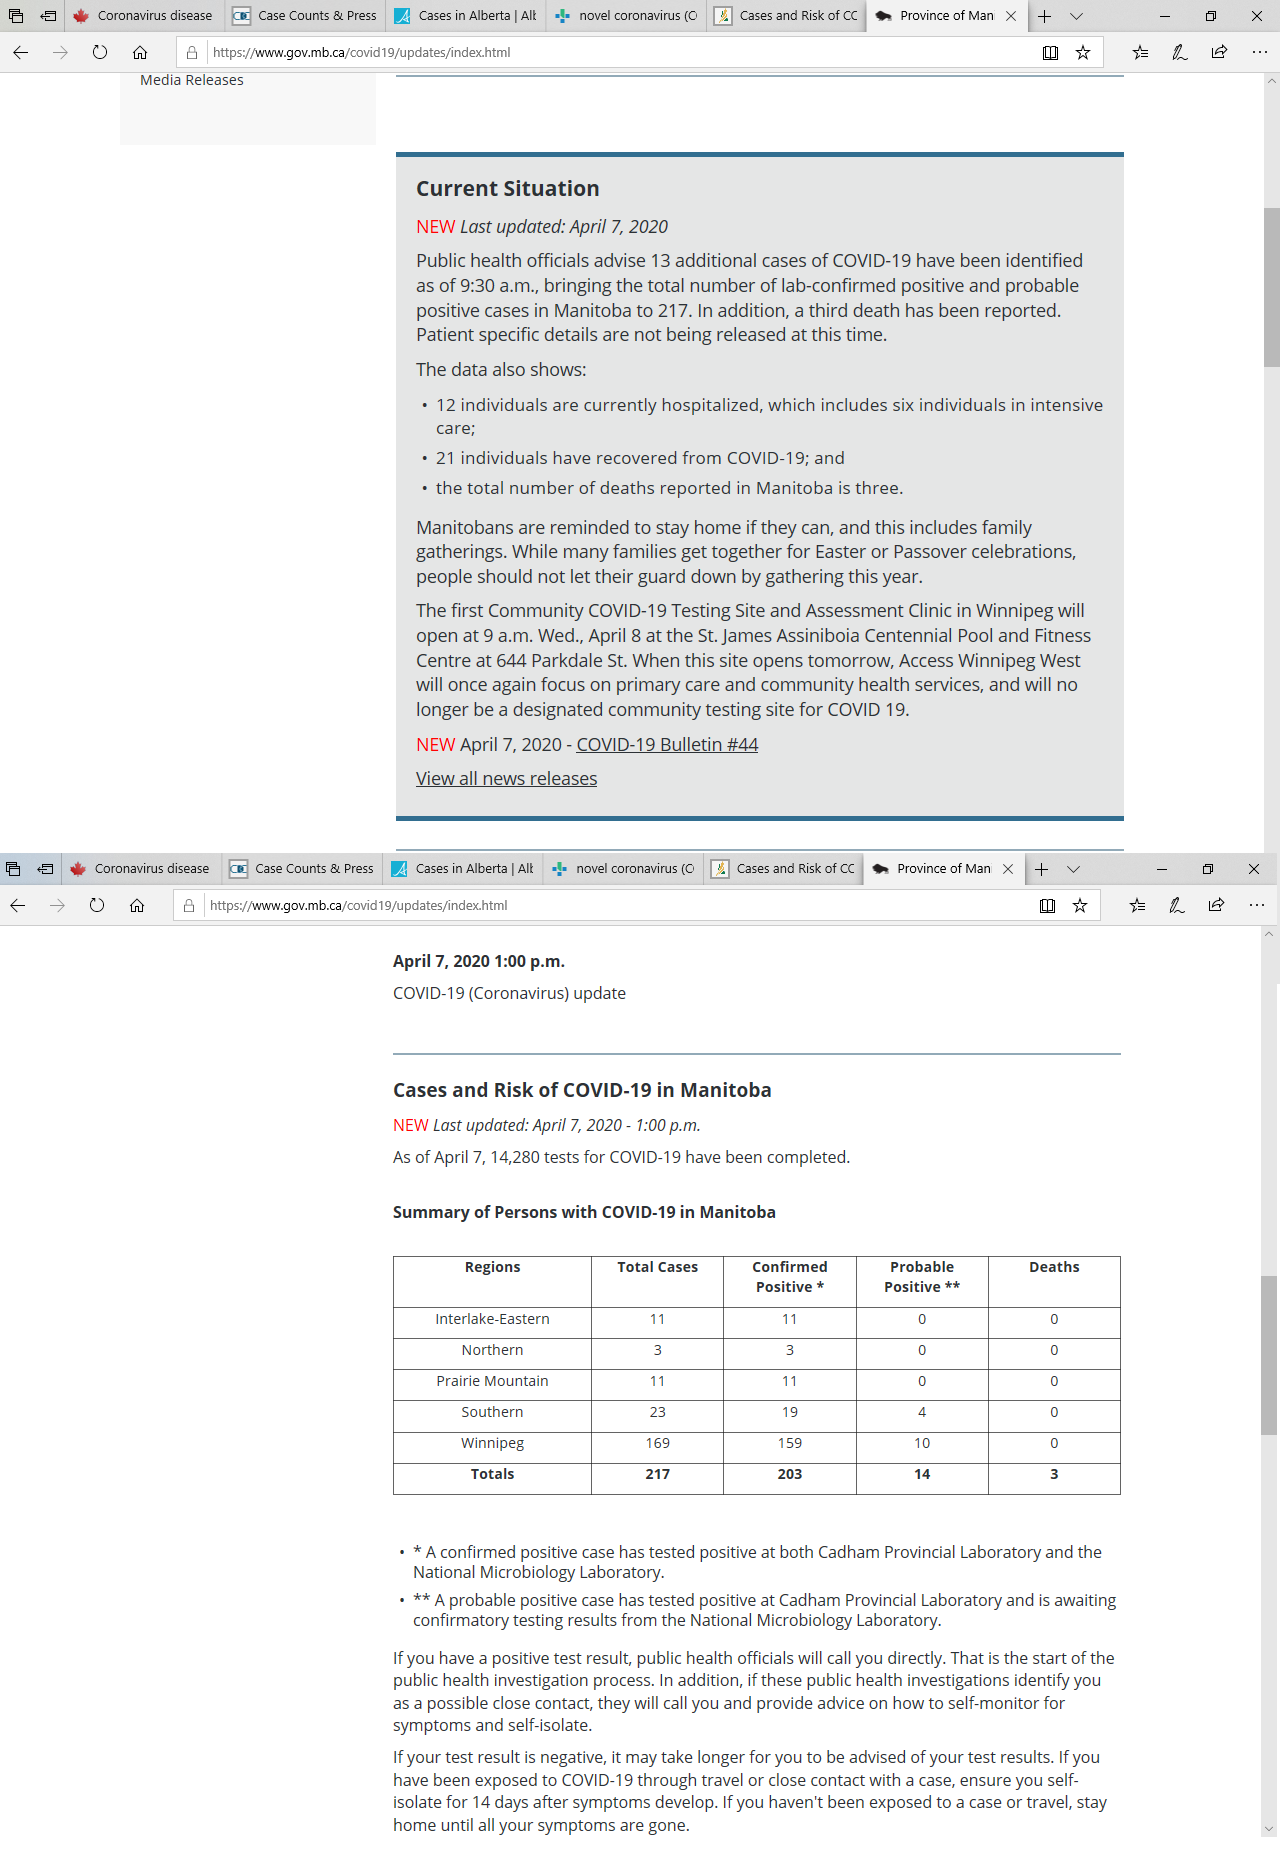 Coronavirus disease
Case Counts & Press
Cases in Alberta | Alb
novel coronavirus (C
Cases and Risk of CC
Province of Man
https://www.gov.mb.ca/covid19/updates/index.html
Media Releases
Current Situation
NEW Last updated: April 7, 2020
Public health officials advise 13 additional cases of COVID-19 have been identified
as of 9:30 a.m., bringing the total number of lab-confirmed positive and probable
positive cases in Manitoba to 217. In addition, a third death has been reported.
Patient specific details are not being released at this time.
The data also shows:
• 12 individuals are currently hospitalized, which includes six individuals in intensive
care;
• 21 individuals have recovered from COVID-19; and
• the total number of deaths reported in Manitoba is three.
Manitobans are reminded to stay home if they can, and this includes family
gatherings. While many families get together for Easter or Passover celebrations,
people should not let their guard down by gathering this year.
The first Community COVID-19 Testing Site and Assessment Clinic in Winnipeg will
open at 9 a.m. Wed., April 8 at the St. James Assiniboia Centennial Pool and Fitness
Centre at 644 Parkdale St. When this site opens tomorrow, Access Winnipeg West
will once again focus on primary care and community health services, and will no
longer be a designated community testing site for COVID 19.
NEW April 7, 2020 - COVID-19 Bulletin #44
View all news releases
Coronavirus disease
Case Counts & Press
Cases in Alberta | Alb
novel coronavirus (C
Cases and Risk of CC
Province of Man
https://www.gov.mb.ca/covid19/updates/index.html
April 7, 2020 1:00 p.m.
COVID-19 (Coronavirus) update
Cases and Risk of COVID-19 in Manitoba
NEW Last updated: April 7, 2020 - 1:00 p.m.
As of April 7, 14,280 tests for COVID-19 have been completed.
Summary of Persons with COVID-19 in Manitoba
Regions Total Cases Confirmed Positive * Probable Positive ** Deaths
Interlake-Eastern 11 11 0 0
Northern 3 3 0 0
Prairie Mountain 11 11 0 0
Southern 23 19 4 0
Winnipeg 169 159 10 0
Totals 217 203 14 3
• * A confirmed positive case has tested positive at both Cadham Provincial Laboratory and the
National Microbiology Laboratory.
• ** A probable positive case has tested positive at Cadham Provincial Laboratory and is awaiting
confirmatory testing results from the National Microbiology Laboratory.
If you have a positive test result, public health officials will call you directly. That is the start of the
public health investigation process. In addition, if these public health investigations identify you
as a possible close contact, they will call you and provide advice on how to self-monitor for
symptoms and self-isolate.
If your test result is negative, it may take longer for you to be advised of your test results. If you
have been exposed to COVID-19 through travel or close contact with a case, ensure you self-
isolate for 14 days after symptoms develop. If you haven't been exposed to a case or travel, stay
home until all your symptoms are gone.